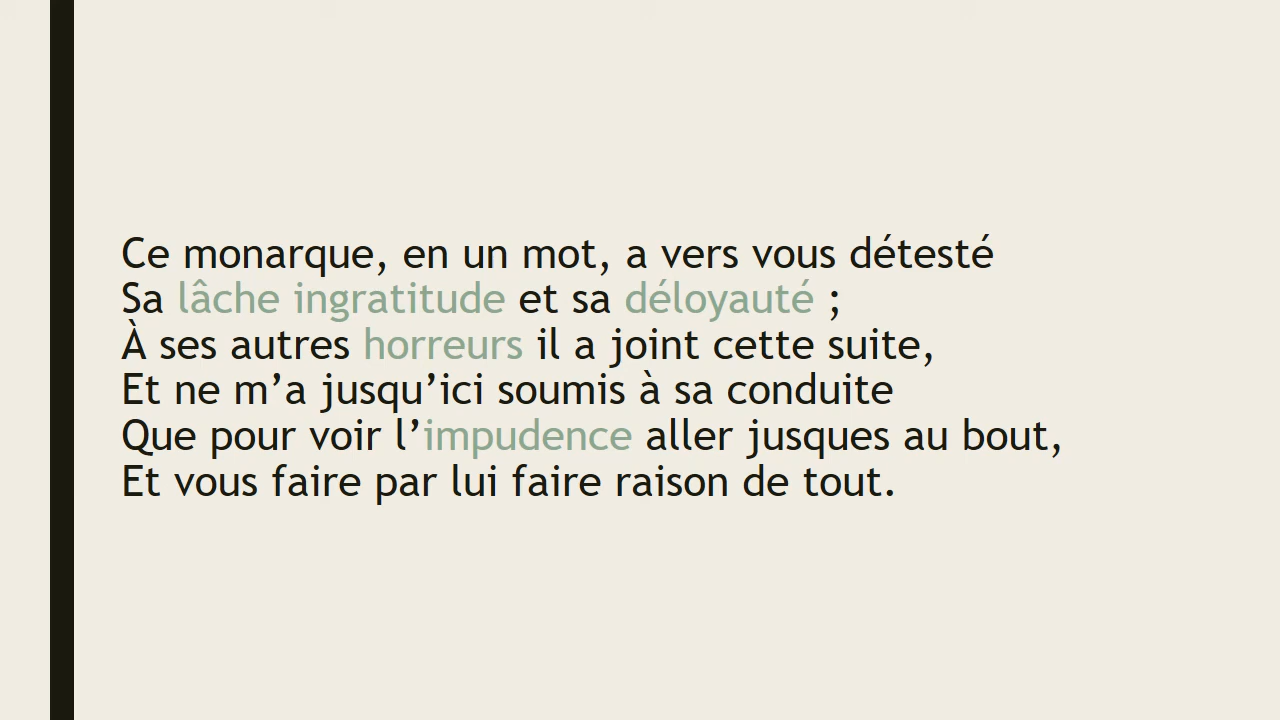 Ce monarque, en un mot, a vers vous détesté
Sa lâche ingratitude et sa déloyauté ;
À ses autres horreurs il a joint cette suite,
Et ne m’a jusqu’ici soumis à sa conduite
Que pour voir l’impudence aller jusques au bout,
Et vous faire par lui faire raison de tout.